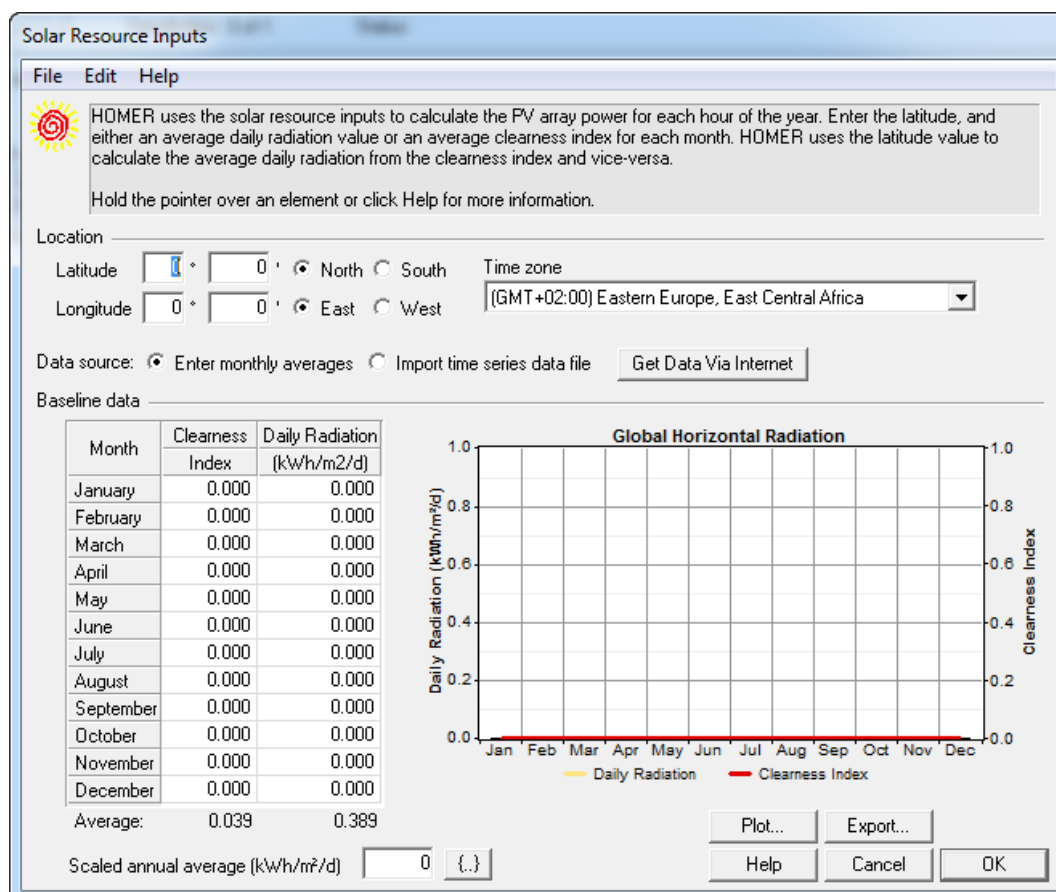 Solar Resource Inputs
File Edit Help
HOMER uses the solar resource inputs to calculate the PV array power for each hour of the year. Enter the latitude, and
either an average daily radiation value or an average clearness index for each month. HOMER uses the latitude value to
calculate the average daily radiation from the clearness index and vice-versa.
Hold the pointer over an element or click Help for more information.
Location
Latitude ° 0 ' North South Time zone
Longitude 0 ° 0 ' East West (GMT+02:00) Eastern Europe, East Central Africa
Data source: Enter monthly averages Import time series data file Get Data Via Internet
Baseline data
Month Clearness Index Daily Radiation (kWh/m2/d)
January 0.000 0.000
February 0.000 0.000
March 0.000 0.000
April 0.000 0.000
May 0.000 0.000
June 0.000 0.000
July 0.000 0.000
August 0.000 0.000
September 0.000 0.000
October 0.000 0.000
November 0.000 0.000
December 0.000 0.000
Average: 0.039 0.389
Global Horizontal Radiation
Daily Radiation (kWh/m²/d)
1.0
0.8
0.6
0.4
0.2
0.0
Jan Feb Mar Apr May Jun Jul Aug Sep Oct Nov Dec
1.0
0.8
0.6
0.4
0.2
0.0
Clearness Index
Daily Radiation Clearness Index
Scaled annual average (kWh/m²/d) 0 {..}
Plot... Export...
Help Cancel OK